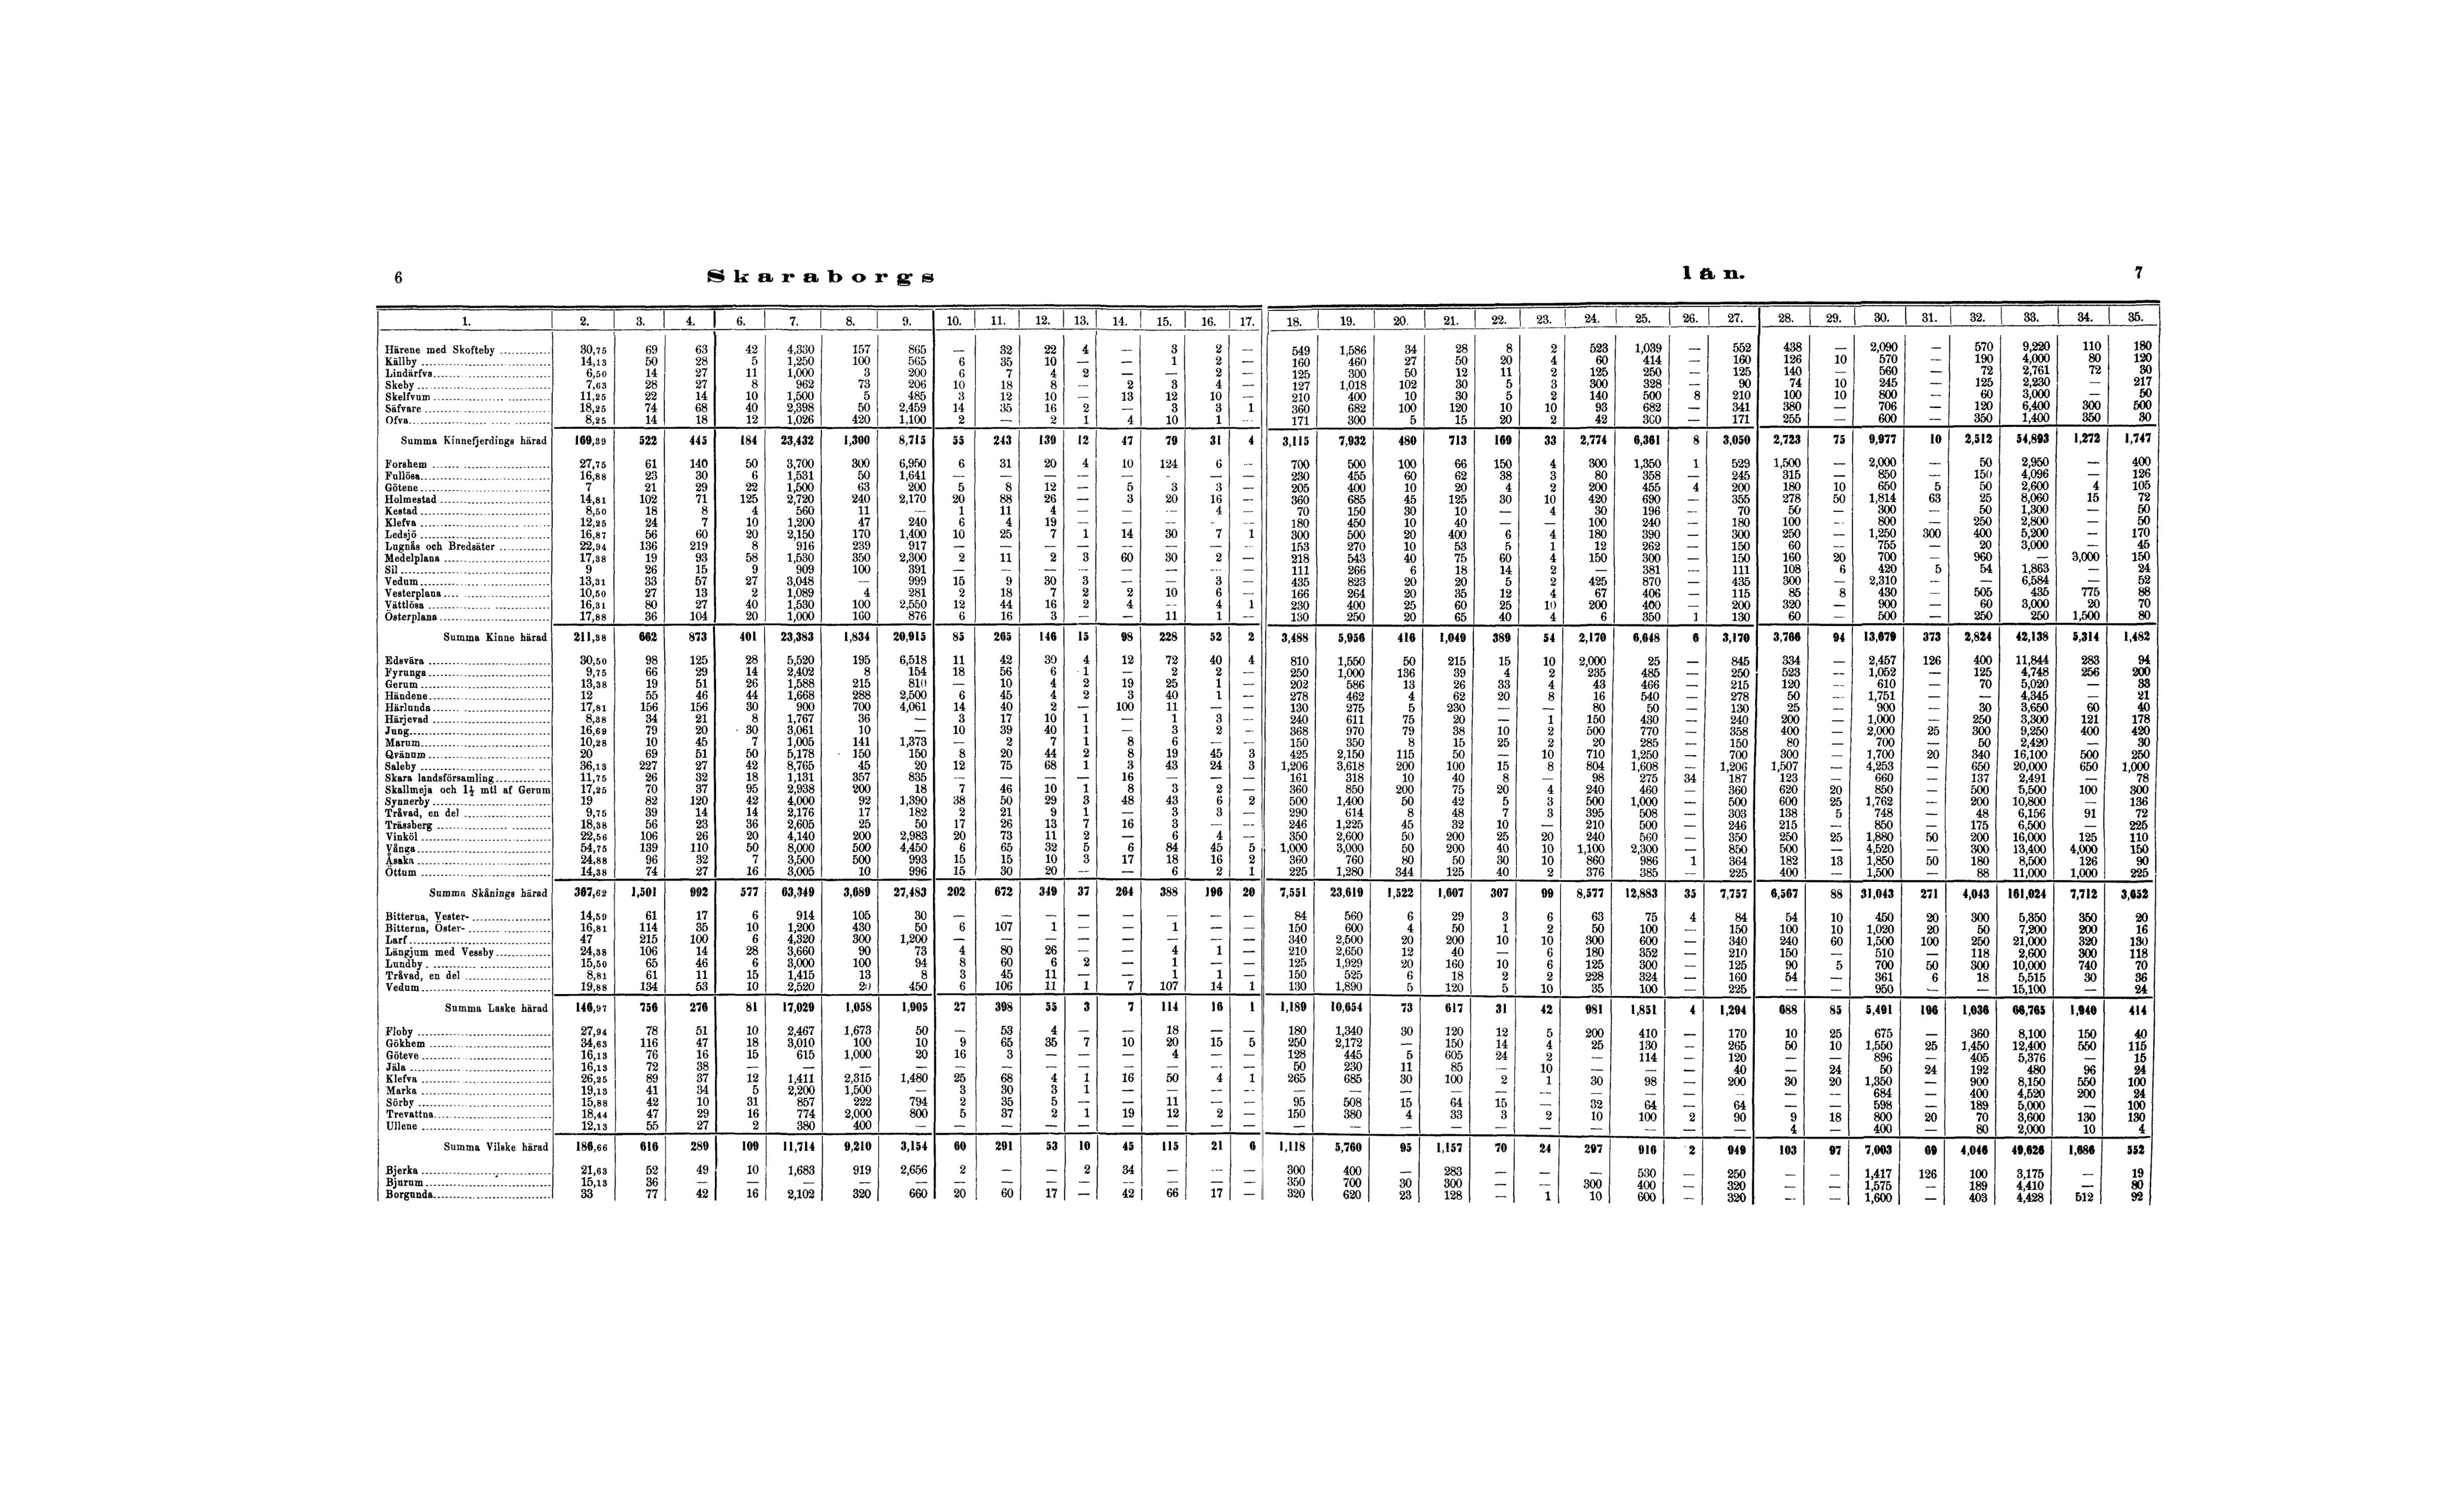 6 Skaraborgs län. 7
1. 2. 3. 4. 6. 7. 8. 9. 10. 11. 12. 13. 14. 15. 16. 17. 18. 19. 20. 21. 22. 23. 24. 25. 26. 27. 28. 29. 30. 31. 32. 33. 34. 35.
Härene med Skofteby 30,75 69 63 42 4,330 157 865 — 32 22 4 — 3 2 — 549 1,586 34 28 8 2 523 1,039 — 552 438 — 2,090 — 570 9,220 110 180
Källby 14,13 50 28 5 1,250 100 565 6 35 10 — — 1 2 — 160 460 27 50 20 4 60 414 — 160 126 10 570 — 190 4,000 80 120
Lindärfva 6,50 14 27 11 1,000 3 200 6 7 4 2 — — 2 — 125 300 50 12 11 2 125 250 — 125 140 — 560 — 72 2,761 72 30
Skeby 7,63 28 27 8 962 73 206 10 18 8 — 2 3 4 — 127 1,018 102 30 5 3 300 328 — 90 74 10 245 — 125 2,230 — 217
Skelfvum 11,25 22 14 10 1,500 5 485 3 12 10 — 13 12 10 — 210 400 10 30 5 2 140 500 8 210 100 10 800 — 60 3,000 — 50
Säfvare 18,25 74 68 40 2,398 50 2,459 14 35 16 2 — 3 3 1 360 682 100 120 10 10 93 682 — 341 380 — 706 — 120 6,400 300 500
Ofva 8,25 14 18 12 1,026 420 1,100 2 — 2 1 4 10 1 — 171 300 5 15 20 2 42 300 — 171 255 — 600 — 350 1,400 350 30
Summa Kinnefjerdings härad 169,39 522 445 184 23,432 1,300 8,715 55 243 139 12 47 79 31 4 3,115 7,932 480 713 169 33 2,774 6,361 8 3,050 2,723 75 9,977 10 2,512 54,893 1,272 1,747
Forshem 27,75 61 140 50 3,700 300 6,950 6 31 20 4 10 124 6 — 700 500 100 66 150 4 300 1,350 1 529 1,500 — 2,000 — 50 2,950 — 400
Fullösa 16,88 23 30 6 1,531 50 1,641 — — — — — — — — 230 455 60 62 38 3 80 358 — 245 315 — 850 — 150 4,096 — 126
Götene 7 21 29 22 1,500 63 200 5 8 12 — 5 3 3 — 205 400 10 20 4 2 200 455 4 200 180 10 650 5 50 2,600 4 105
Holmestad 14,81 102 71 125 2,720 240 2,170 20 88 26 — 3 20 16 — 360 685 45 125 30 10 420 690 — 355 278 50 1,814 63 25 8,060 15 72
Kestad 8,50 18 8 4 560 11 — 1 11 4 — — — 4 — 70 150 30 10 — 4 30 196 — 70 50 — 300 — 50 1,300 — 50
Klefva 12,25 24 7 10 1,200 47 240 6 4 19 — — — — — 180 450 10 40 — — 100 240 — 180 100 — 800 — 250 2,800 — 50
Ledsjö 16,87 56 60 20 2,150 170 1,400 10 25 7 1 14 30 7 1 300 500 20 400 6 4 180 390 — 300 250 — 1,250 300 400 5,200 — 170
Lugnås och Bredsäter 22,94 136 219 8 916 239 917 — — — — — — — — 153 270 10 53 5 1 12 262 — 150 60 — 755 — 20 3,000 — 45
Medelplana 17,38 19 93 58 1,530 350 2,300 2 11 2 3 60 30 2 — 218 543 40 75 60 4 150 300 — 150 160 20 700 — 960 — 3,000 150
Sil 9 26 15 9 909 100 391 — — — — — — — — 111 266 6 18 14 2 — 381 — 111 108 6 420 5 54 1,863 — 24
Vedum 13,31 33 57 27 3,048 — 999 15 9 30 3 — — 3 — 435 823 20 20 5 2 425 870 — 435 300 — 2,310 — — 6,584 — 52
Vesterplana 10,50 27 13 2 1,089 4 281 2 18 7 2 2 10 6 — 166 264 20 35 12 4 67 406 — 115 85 8 430 — 505 435 775 88
Vättlösa 16,31 80 27 40 1,530 100 2,550 12 44 16 2 4 — 4 1 230 400 25 60 25 10 200 400 — 200 320 — 900 — 60 3,000 20 70
Österplana 17,88 36 104 20 1,000 160 876 6 16 3 — — 11 1 — 130 250 20 65 40 4 6 350 1 130 60 — 500 — 250 250 1,500 80
Summa Kinne härad 211,38 662 873 401 23,383 1,834 20,915 85 265 146 15 98 228 52 2 3,488 5,956 416 1,049 389 54 2,170 6,648 6 3,170 3,766 94 13,679 373 2,824 42,138 5,314 1,482
Edsvära 30,50 98 125 28 5,520 195 6,518 11 42 39 4 12 72 40 4 810 1,550 50 215 15 10 2,000 25 — 845 334 — 2,457 126 400 11,844 283 94
Fyrunga 9,75 66 29 14 2,402 8 154 18 56 6 1 — 2 2 — 250 1,000 136 39 4 2 235 485 — 250 523 — 1,052 — 125 4,748 256 200
Gerum 13,38 19 51 26 1,588 215 810 — 10 4 2 19 25 1 — 202 586 13 26 33 4 43 466 — 215 120 — 610 — 70 5,020 — 33
Händene 12 55 46 44 1,668 288 2,500 6 45 4 2 3 40 1 — 278 462 4 62 20 8 16 540 — 278 50 — 1,751 — — 4,345 — 21
Härlunda 17,81 156 156 30 900 700 4,061 14 40 2 — 100 11 — — 130 275 5 230 — — 80 50 — 130 25 — 900 — 30 3,650 60 40
Härjevad 8,38 34 21 8 1,767 36 — 3 17 10 1 — 1 3 — 240 611 75 20 — 1 150 430 — 240 200 — 1,000 — 250 3,300 121 178
Jung 16,69 79 20 30 3,061 10 — 10 39 40 1 — 3 2 — 368 970 79 38 10 2 500 770 — 358 400 — 2,000 25 300 9,250 400 420
Marum 10,28 10 45 7 1,005 141 1,373 — 2 7 1 8 6 — — 150 350 8 15 25 2 20 285 — 150 80 — 700 — 50 2,420 — 30
Qvänum 20 69 51 50 5,178 150 150 8 20 44 2 8 19 45 3 425 2,150 115 50 — 10 710 1,250 — 700 300 — 1,700 20 340 16,100 500 250
Saleby 36,13 227 27 42 8,765 45 20 12 75 68 1 3 43 24 3 1,206 3,618 200 100 15 8 804 1,608 — 1,206 1,507 — 4,253 — 650 20,000 650 1,000
Skara landsförsamling 11,75 26 32 18 1,131 357 835 — — — — 16 — — — 161 318 10 40 8 — 98 275 34 187 123 — 660 — 137 2,491 — 78
Skallmeja och 1½ mtl af Gerum 17,25 70 37 95 2,938 200 18 7 46 10 1 8 3 2 — 360 850 200 75 20 4 240 460 — 360 620 20 850 — 500 5,500 100 300
Synnerby 19 82 120 42 4,000 92 1,390 38 50 29 3 48 43 6 2 500 1,400 50 42 5 3 500 1,000 — 500 600 25 1,762 — 200 10,800 — 136
Tråvad, en del 9,75 39 14 14 2,176 17 182 2 21 9 1 — 3 3 — 290 614 8 48 7 3 395 508 — 303 138 5 748 — 48 6,156 91 72
Trässberg 18,38 56 23 36 2,605 25 50 17 26 13 7 16 3 — — 246 1,225 45 32 10 — 210 500 — 246 215 — 850 — 175 6,500 — 225
Vinköl 22,56 106 26 20 4,140 200 2,983 20 73 11 2 — 6 4 — 350 2,600 50 200 25 20 240 560 — 350 250 25 1,880 50 200 16,000 125 110
Vånga 54,75 139 110 50 8,000 500 4,450 6 65 32 5 6 84 45 5 1,000 3,000 50 200 40 10 1,100 2,300 — 850 500 — 4,520 — 300 13,400 4,000 150
Åsaka 24,88 96 32 7 3,500 500 993 15 15 10 3 17 18 16 2 360 760 80 50 30 10 860 986 1 364 182 13 1,850 50 180 8,500 126 90
Öttum 14,38 74 27 16 3,005 10 996 15 30 20 — — 6 2 1 225 1,280 344 125 40 2 376 385 — 225 400 — 1,500 — 88 11,000 1,000 225
Summa Skånings härad 367,62 1,501 992 577 63,349 3,689 27,483 202 672 349 37 264 388 196 20 7,551 23,619 1,522 1,607 307 99 8,577 12,883 35 7,757 6,567 88 31,043 271 4,043 161,024 7,712 3,652
Bitterna, Vester- 14,59 61 17 6 914 105 30 — — — — — — — — 84 560 6 29 3 6 63 75 4 84 54 10 450 20 300 5,350 350 20
Bitterna, Öster- 16,81 114 35 10 1,200 430 50 6 107 1 — — 1 — — 150 600 4 50 1 2 50 100 — 150 100 10 1,020 20 50 7,200 200 16
Larf 47 215 100 6 4,320 300 1,200 — — — — — — — — 340 2,500 20 200 10 10 300 600 — 340 240 60 1,500 100 250 21,000 320 130
Längjum med Vessby 24,38 106 14 28 3,660 90 73 4 80 26 — — 4 1 — 210 2,650 12 40 — 6 180 352 — 210 150 — 510 — 118 2,600 300 118
Lundby 15,50 65 46 6 3,000 100 94 8 60 6 2 — 1 — — 125 1,929 20 160 10 6 125 300 — 125 90 5 700 50 300 10,000 740 70
Tråvad, en del 8,81 61 11 15 1,415 13 8 3 45 11 — — 1 1 — 150 525 6 18 2 2 228 324 — 160 54 — 361 6 18 5,515 30 36
Vedum 19,88 134 53 10 2,520 20 450 6 106 11 1 7 107 14 1 130 1,890 5 120 5 10 35 100 — 225 — — 950 — — 15,100 — 24
Summa Laske härad 146,97 756 276 81 17,029 1,058 1,905 27 398 55 3 7 114 16 1 1,189 10,654 73 617 31 42 981 1,851 4 1,294 688 85 5,491 196 1,036 66,765 1,940 414
Floby 27,94 78 51 10 2,467 1,673 50 — 53 4 — — 18 — — 180 1,340 30 120 12 5 200 410 — 170 10 25 675 — 360 8,100 150 40
Gökhem 34,63 116 47 18 3,010 100 10 9 65 35 7 10 20 15 5 250 2,172 — 150 14 4 25 130 — 265 50 10 1,550 25 1,450 12,400 550 115
Göteve 16,13 76 16 15 615 1,000 20 16 3 — — — 4 — — 128 445 5 605 24 2 — 114 — 120 — — 896 — 405 5,376 — 15
Jäla 16,13 72 38 — — — — — — — — — — — — 50 230 11 85 — 10 — — — 40 — 24 50 24 192 480 96 24
Klefva 26,25 89 37 12 1,411 2,315 1,480 25 68 4 1 16 50 4 1 265 685 30 100 2 1 30 98 — 200 30 20 1,350 — 900 8,150 550 100
Marka 19,13 41 34 5 2,200 1,500 — 3 30 3 1 — — — — — — — — — — — — — — — — 684 — 400 4,520 200 24
Sörby 15,88 42 10 31 857 222 794 2 35 5 — — 11 — — 95 508 15 64 15 — 32 64 — 64 — — 598 — 189 5,000 — 100
Trevattna 18,44 47 29 16 774 2,000 800 5 37 2 1 19 12 2 — 150 380 4 33 3 2 10 100 2 90 9 18 800 20 70 3,600 130 130
Ullene 12,13 55 27 2 380 400 — — — — — — — — — — — — — — — — — — — 4 — 400 — 80 2,000 10 4
Summa Vilske härad 186,66 616 289 109 11,714 9,210 3,154 60 291 53 10 45 115 21 6 1,118 5,760 95 1,157 70 24 297 916 2 949 103 97 7,003 69 4,046 49,626 1,686 552
Bjerka 21,63 52 49 10 1,683 919 2,656 2 — — 2 34 — — — 300 400 — 283 — — — 530 — 250 — — 1,417 126 100 3,175 — 19
Bjurum 15,13 36 — — — — — — — — — — — — — 350 700 30 300 — — 300 400 — 320 — — 1,575 — 189 4,410 — 80
Borgunda 33 77 42 16 2,102 320 660 20 60 17 — 42 66 17 — 320 620 23 128 — 1 10 600 — 320 — — 1,600 — 403 4,428 512 92